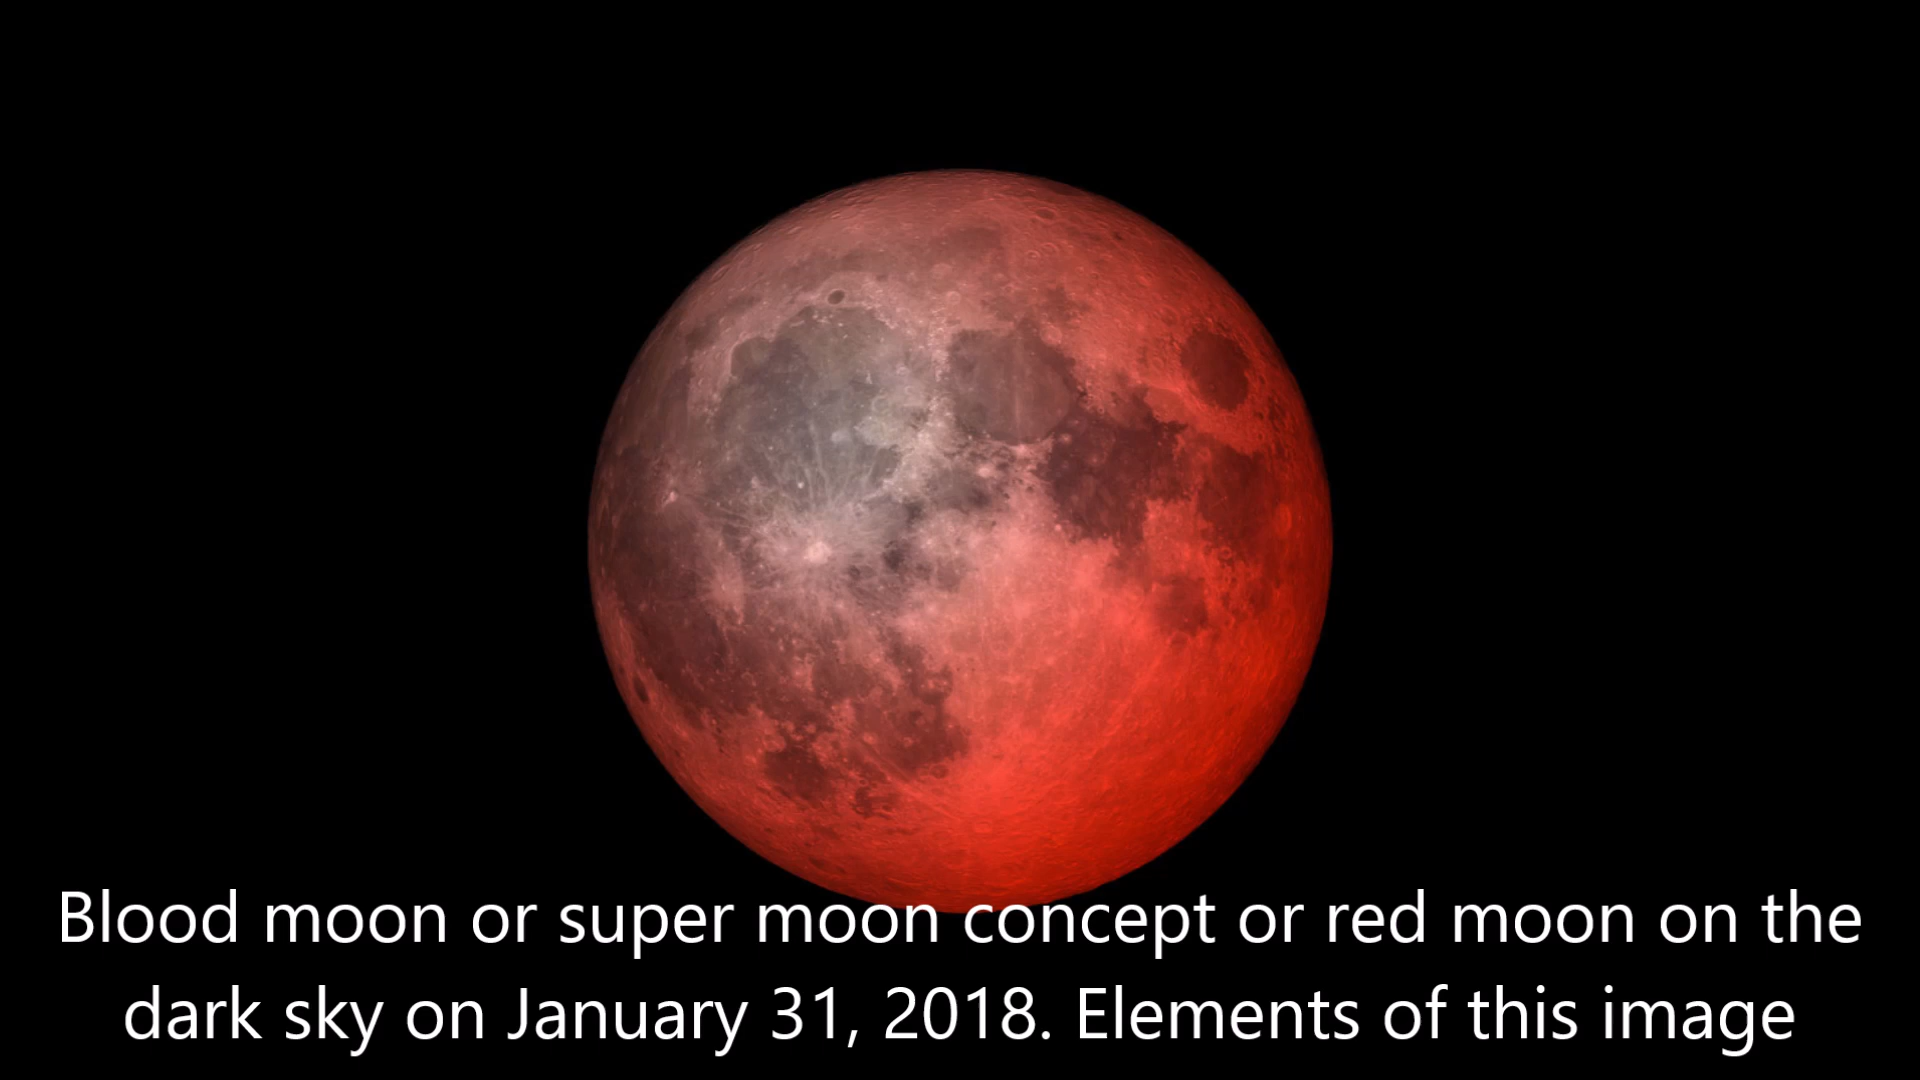 Blood moon or super moon concept or red moon on the
dark sky on January 31, 2018. Elements of this image